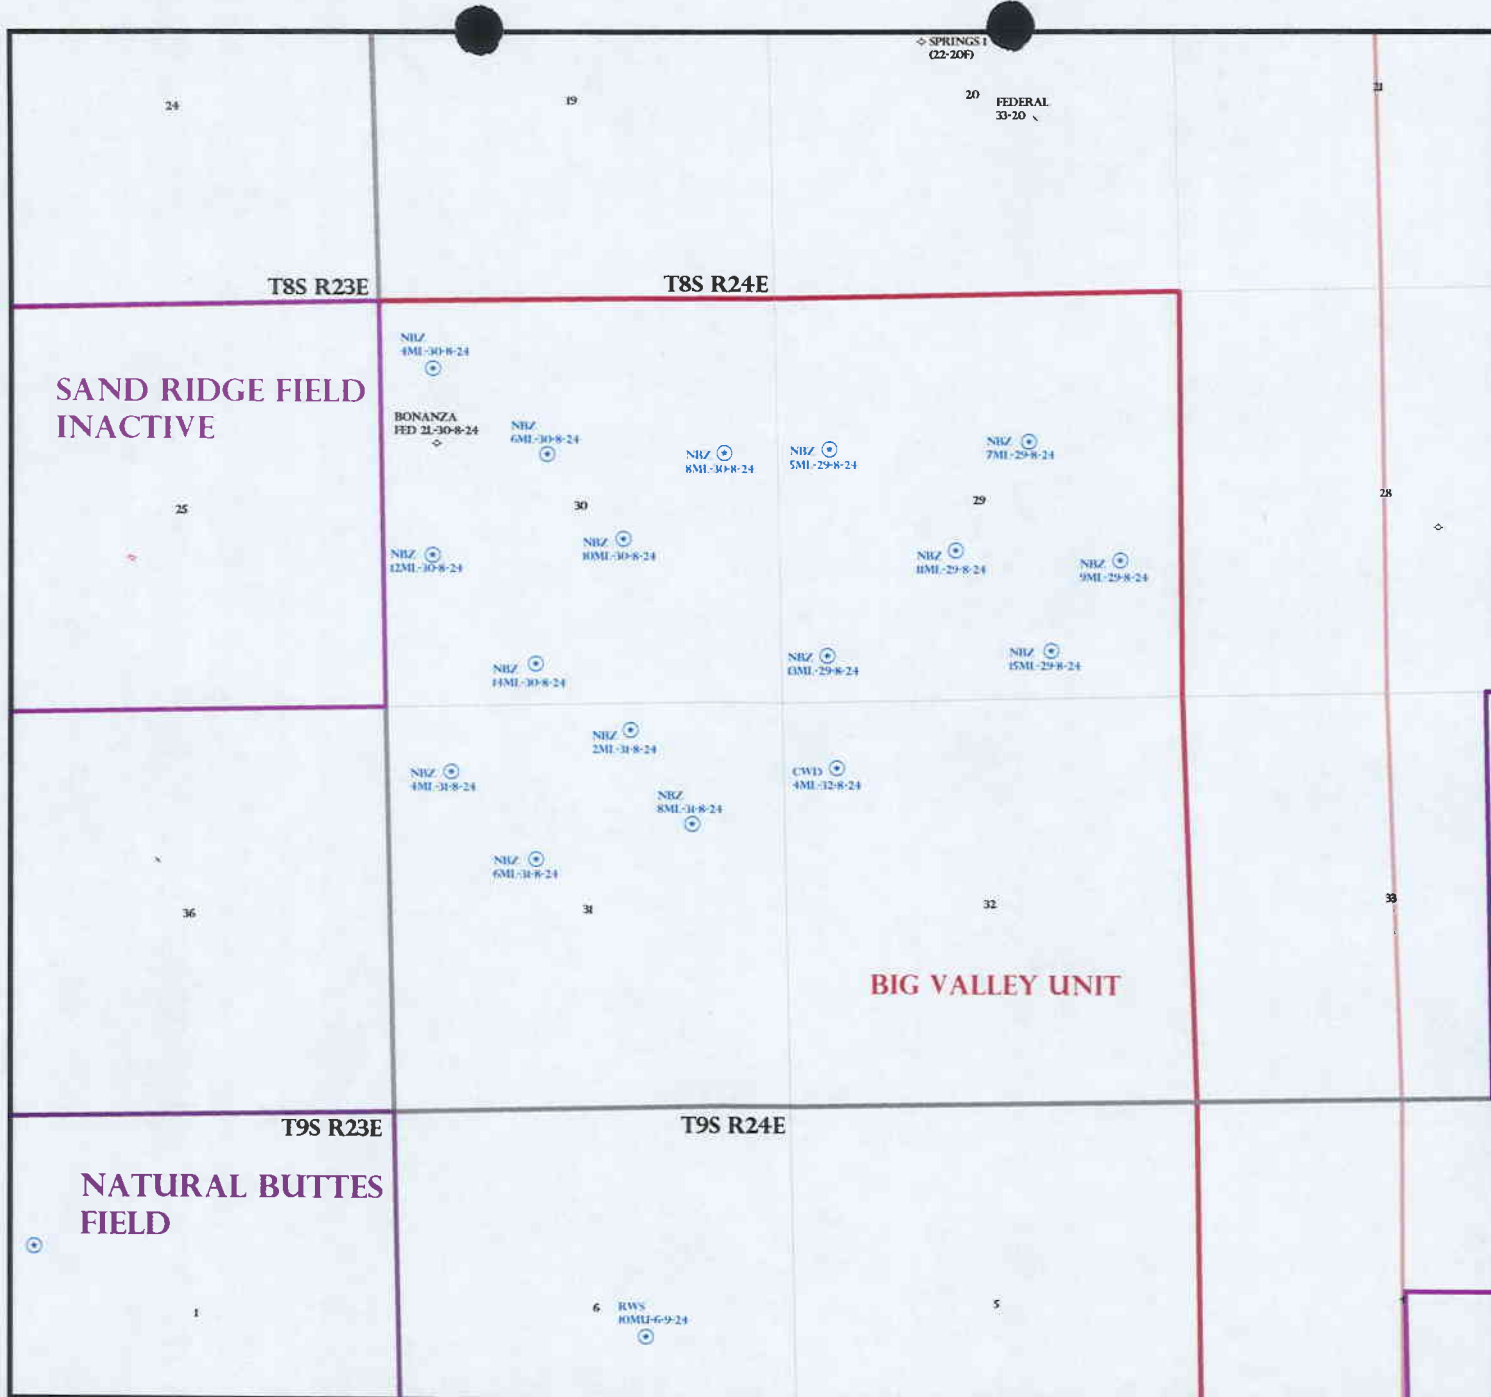 SPRINGS 1
(22-20F)
24
19
20
FEDERAL
33-20
21
T8S R23E
T8S R24E
NBZ
4ML-30-8-24
SAND RIDGE FIELD
INACTIVE
BONANZA
FED 21-30-8-24
NBZ
6ML-30-8-24
NBZ
8ML-30-8-24
NBZ
5ML-29-8-24
NBZ
7ML-29-8-24
25
30
29
28
NBZ
12ML-30-8-24
NBZ
10ML-30-8-24
NBZ
11ML-29-8-24
NBZ
9ML-29-8-24
NBZ
14ML-30-8-24
NBZ
13ML-29-8-24
NBZ
15ML-29-8-24
NBZ
2ML-31-8-24
NBZ
4ML-31-8-24
CWD
4ML-32-8-24
NBZ
8ML-31-8-24
NBZ
6ML-31-8-24
36
31
32
33
BIG VALLEY UNIT
T9S R23E
T9S R24E
NATURAL BUTTES
FIELD
1
6
RWS
10MU-6-9-24
5